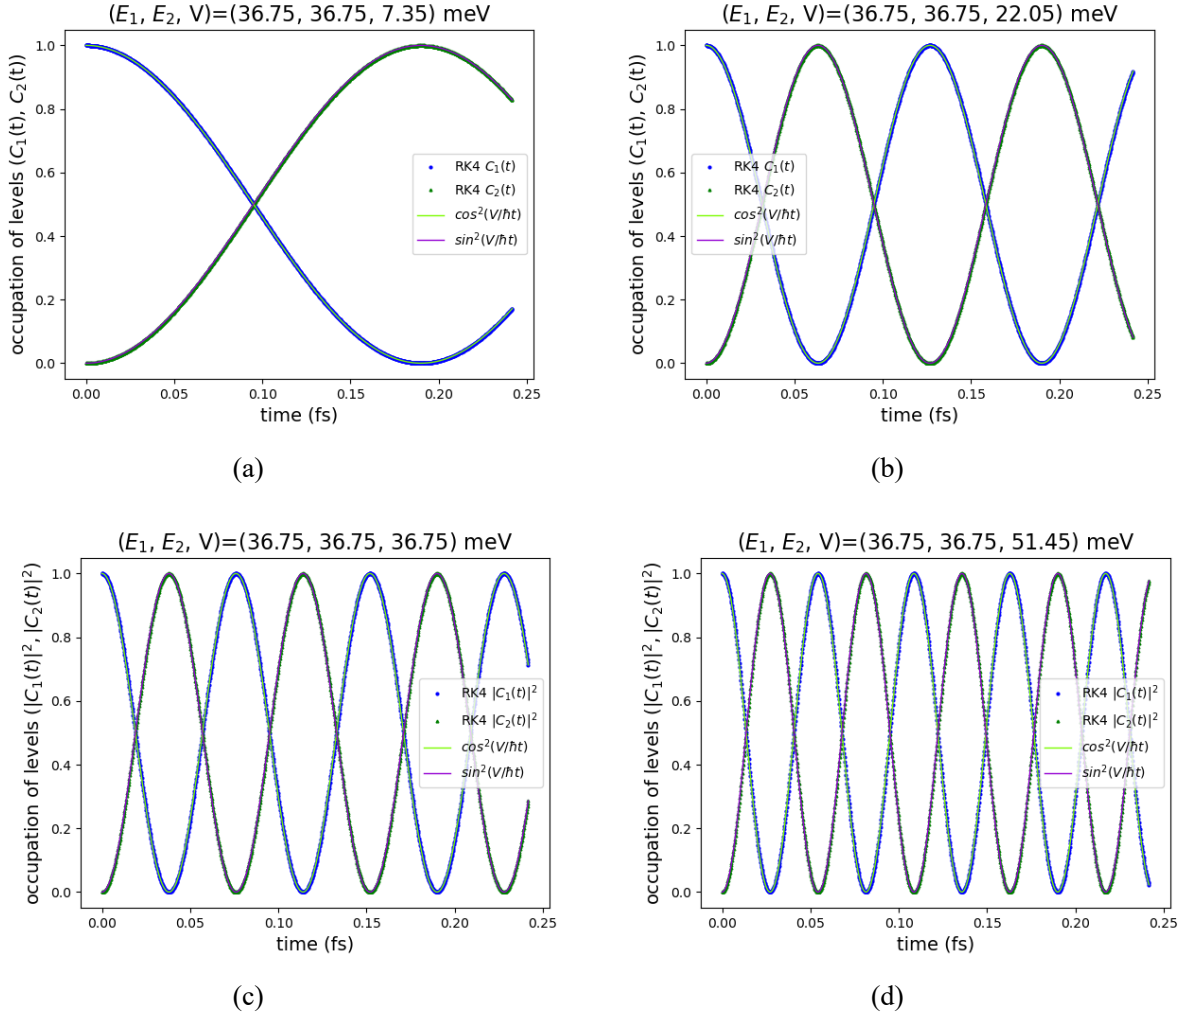 (E₁, E₂, V)=(36.75, 36.75, 7.35) meV
occupation of levels (C₁(t), C₂(t))
1.0
0.8
0.6
0.4
0.2
0.0
RK4 C₁(t)
RK4 C₂(t)
cos²(V/ħt)
sin²(V/ħt)
0.00 0.05 0.10 0.15 0.20 0.25
time (fs)
(a)
(E₁, E₂, V)=(36.75, 36.75, 22.05) meV
occupation of levels (C₁(t), C₂(t))
1.0
0.8
0.6
0.4
0.2
0.0
RK4 C₁(t)
RK4 C₂(t)
cos²(V/ħt)
sin²(V/ħt)
0.00 0.05 0.10 0.15 0.20 0.25
time (fs)
(b)
(E₁, E₂, V)=(36.75, 36.75, 36.75) meV
occupation of levels (|C₁(t)|², |C₂(t)|²)
1.0
0.8
0.6
0.4
0.2
0.0
RK4 |C₁(t)|²
RK4 |C₂(t)|²
cos²(V/ħt)
sin²(V/ħt)
0.00 0.05 0.10 0.15 0.20 0.25
time (fs)
(c)
(E₁, E₂, V)=(36.75, 36.75, 51.45) meV
occupation of levels (|C₁(t)|², |C₂(t)|²)
1.0
0.8
0.6
0.4
0.2
0.0
RK4 |C₁(t)|²
RK4 |C₂(t)|²
cos²(V/ħt)
sin²(V/ħt)
0.00 0.05 0.10 0.15 0.20 0.25
time (fs)
(d)